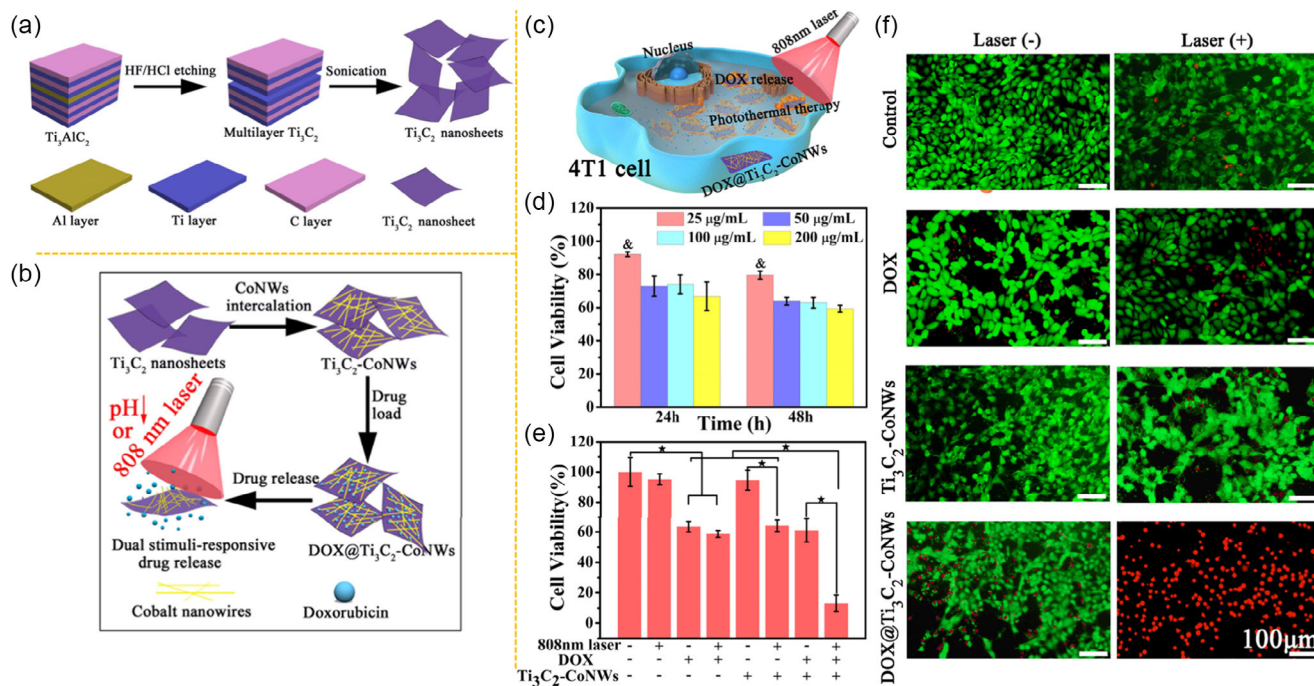 (a)
HF/HCl etching
Sonication
Ti₃AlC₂
Multilayer Ti₃C₂
Ti₃C₂ nanosheets
Al layer
Ti layer
C layer
Ti₃C₂ nanosheet
(b)
CoNWs
intercalation
Ti₃C₂ nanosheets
Ti₃C₂-CoNWs
Drug
load
pH↓
or
808 nm laser
Drug release
Dual stimuli-responsive
drug release
DOX@Ti₃C₂-CoNWs
Cobalt nanowires
Doxorubicin
(c)
808nm laser
Nucleus
DOX release
Photothermal therapy
4T1 cell
DOX@Ti₃C₂-CoNWs
(d)
Cell Viability (%)
120
100
80
60
40
20
0
25 μg/mL
50 μg/mL
100 μg/mL
200 μg/mL
&
&
24h
48h
Time (h)
(e)
Cell Viability(%)
120
100
80
60
40
20
0
★ ★ ★ ★
808nm laser - + - + - + - +
DOX - - + + - - + +
Ti₃C₂-CoNWs - - - - + + + +
(f)
Laser (-)
Laser (+)
Control
DOX
Ti₃C₂-CoNWs
DOX@Ti₃C₂-CoNWs
100μm